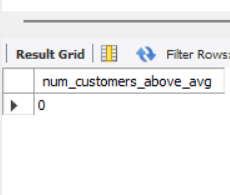 Result Grid Filter Rows:
num_customers_above_avg
0